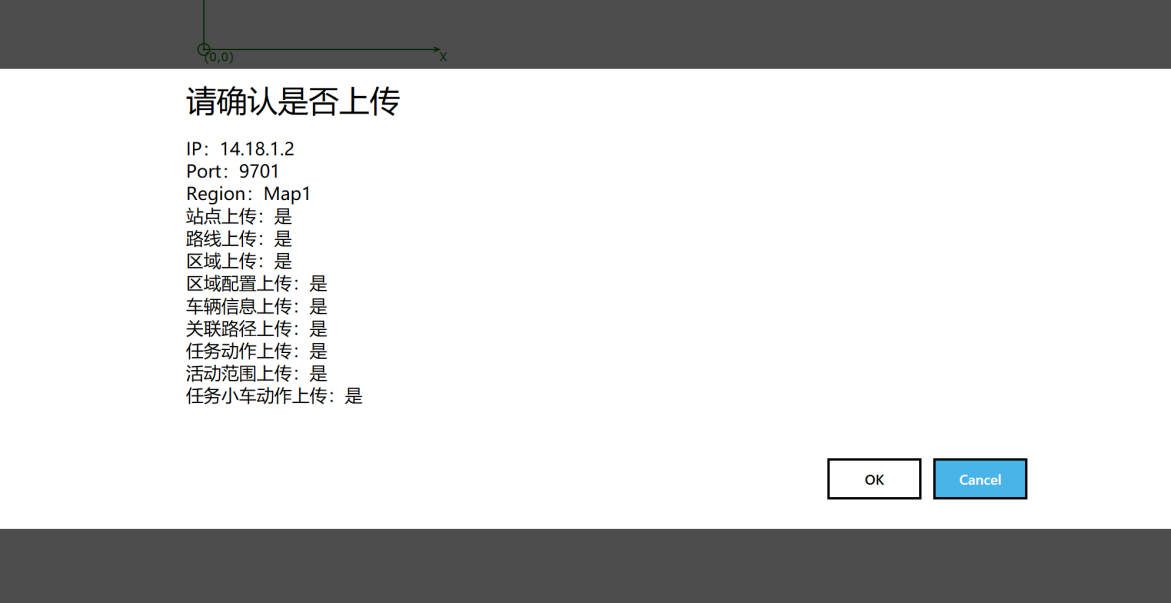 (0,0)
X
请确认是否上传
IP：14.18.1.2
Port：9701
Region：Map1
站点上传：是
路线上传：是
区域上传：是
区域配置上传：是
车辆信息上传：是
关联路径上传：是
任务动作上传：是
活动范围上传：是
任务小车动作上传：是
OK
Cancel